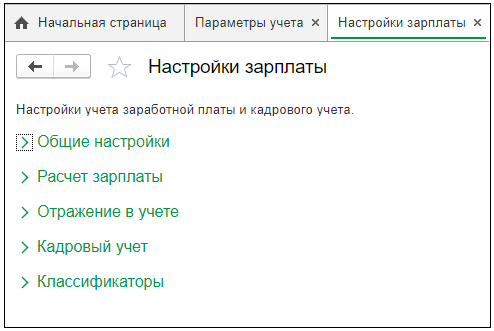 Начальная страница
Параметры учета ×
Настройки зарплаты ×
Настройки зарплаты
Настройки учета заработной платы и кадрового учета.
Общие настройки
Расчет зарплаты
Отражение в учете
Кадровый учет
Классификаторы